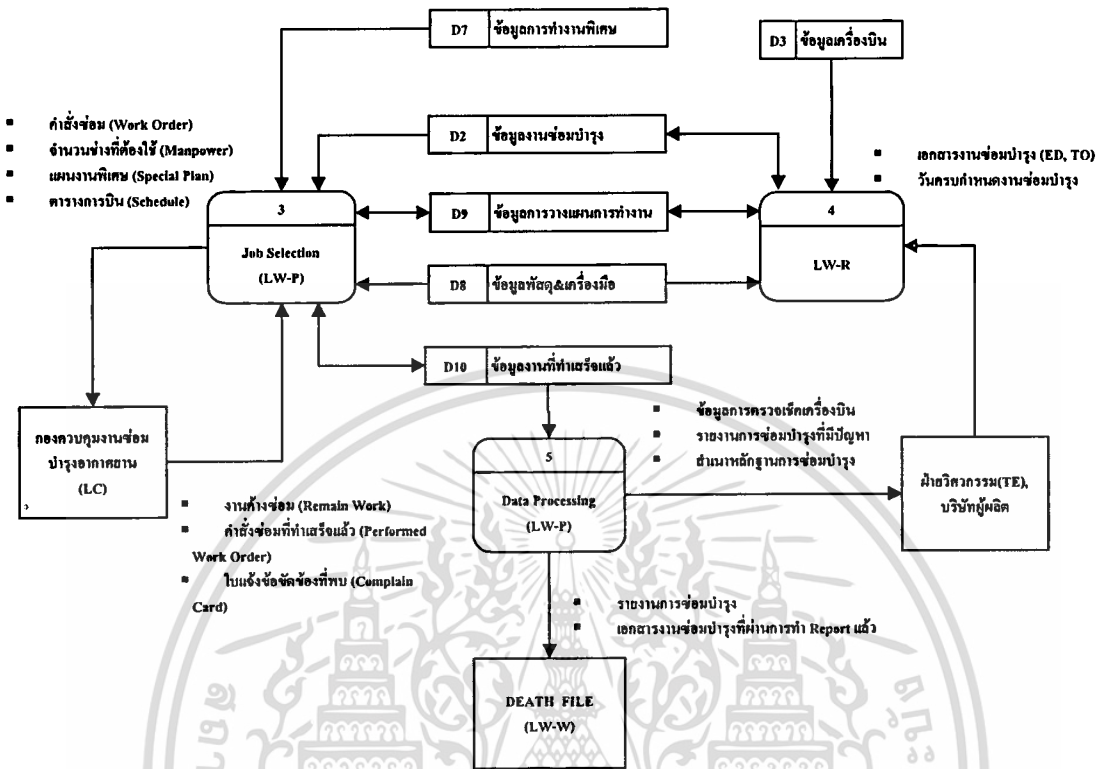 D7 ข้อมูลการทำงานพิเศษ
D3 ข้อมูลเครื่องบิน
▪ คำสั่งซ่อม (Work Order)
▪ จำนวนช่างที่ต้องใช้ (Manpower)
▪ แผนงานพิเศษ (Special Plan)
▪ ตารางการบิน (Schedule)
D2 ข้อมูลงานซ่อมบำรุง
▪ เอกสารงานซ่อมบำรุง (ED, TO)
▪ วันครบกำหนดงานซ่อมบำรุง
3
Job Selection
(LW-P)
D9 ข้อมูลการวางแผนการทำงาน
4
LW-R
D8 ข้อมูลพัสดุ&เครื่องมือ
D10 ข้อมูลงานที่ทำเสร็จแล้ว
กองควบคุมงานซ่อม
บำรุงอากาศยาน
(LC)
▪ ข้อมูลการตรวจเช็คเครื่องบิน
▪ รายงานการซ่อมบำรุงที่มีปัญหา
▪ สำเนาหลักฐานการซ่อมบำรุง
5
Data Processing
(LW-P)
ฝ่ายวิศวกรรม(TE),
บริษัทผู้ผลิต
▪ งานค้างซ่อม (Remain Work)
▪ คำสั่งซ่อมที่ทำเสร็จแล้ว (Performed
Work Order)
▪ ใบแจ้งข้อขัดข้องที่พบ (Complain
Card)
▪ รายงานการซ่อมบำรุง
▪ เอกสารงานซ่อมบำรุงที่ผ่านการทำ Report แล้ว
DEATH FILE
(LW-W)